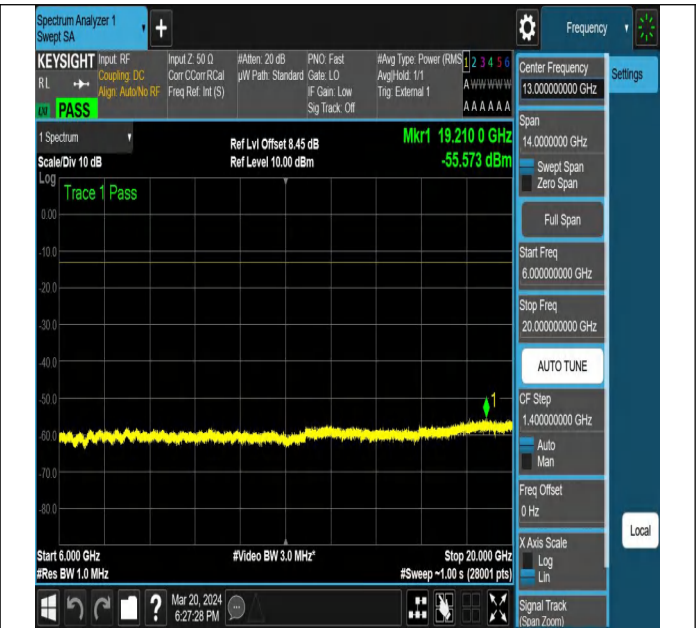 Spectrum Analyzer 1
Swept SA
+
Frequency
KEYSIGHT
Input: RF
Coupling: DC
Align: Auto/No RF
Input Z: 50 Ω
Corr CCorr RCal
Freq Ref: Int (S)
#Atten: 20 dB
µW Path: Standard
PNO: Fast
Gate: LO
IF Gain: Low
Sig Track: Off
#Avg Type: Power (RMS
Avg|Hold: 1/1
Trig: External 1
1 2 3 4 5 6
A W W W W W
A A A A A A
RL
PASS
1 Spectrum
Scale/Div 10 dB
Ref Lvl Offset 8.45 dB
Ref Level 10.00 dBm
Mkr1 19.210 0 GHz
-55.573 dBm
Log
Trace 1 Pass
0.00
-10.0
-20.0
-30.0
-40.0
-50.0
-60.0
-70.0
-80.0
1
Start 6.000 GHz
#Res BW 1.0 MHz
#Video BW 3.0 MHz*
Stop 20.000 GHz
#Sweep ~1.00 s (28001 pts)
?
Mar 20, 2024
6:27:28 PM
Center Frequency
13.000000000 GHz
Settings
Span
14.0000000 GHz
Swept Span
Zero Span
Full Span
Start Freq
6.000000000 GHz
Stop Freq
20.000000000 GHz
AUTO TUNE
CF Step
1.400000000 GHz
Auto
Man
Freq Offset
0 Hz
X Axis Scale
Log
Lin
Local
Signal Track
(Span Zoom)